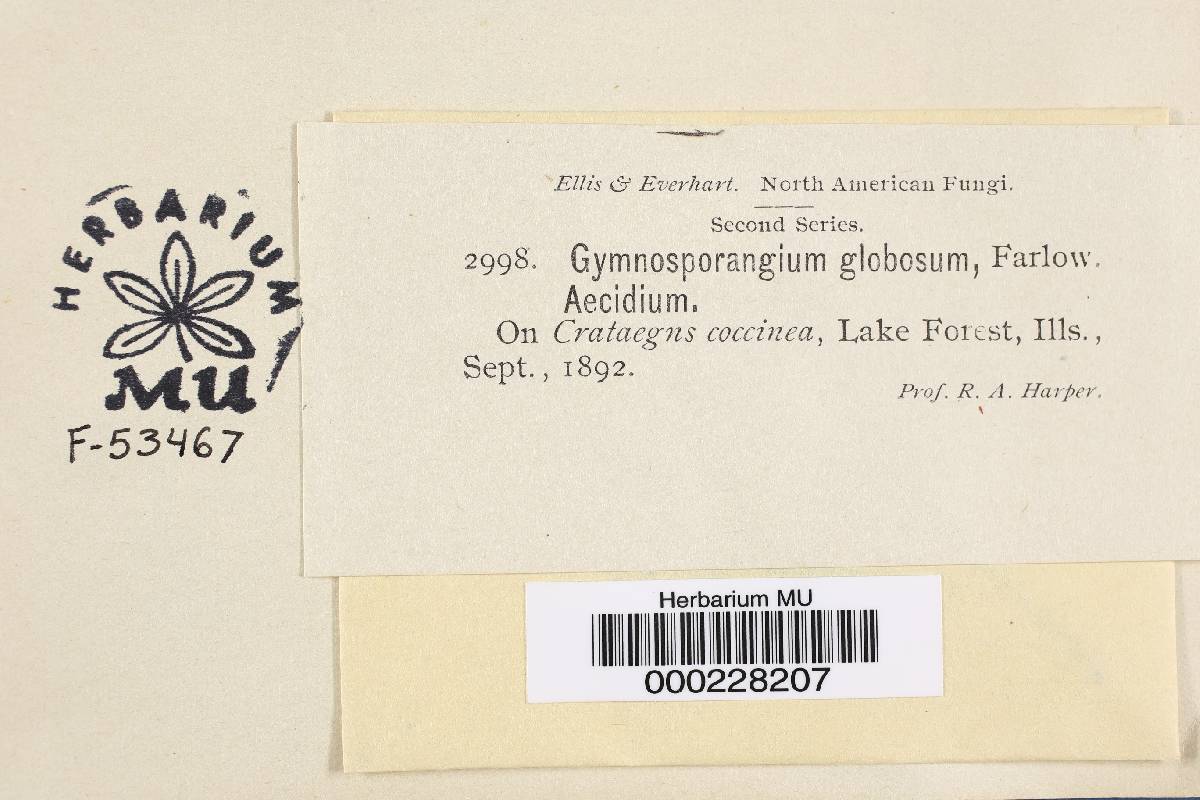 HERBARIUM
MU
F-53467
Ellis & Everhart. North American Fungi.
Second Series.
2998. Gymnosporangium globosum, Farlow.
Aecidium.
On Crataegns coccinea, Lake Forest, Ills.,
Sept., 1892.
Prof. R. A. Harper.
Herbarium MU
000228207